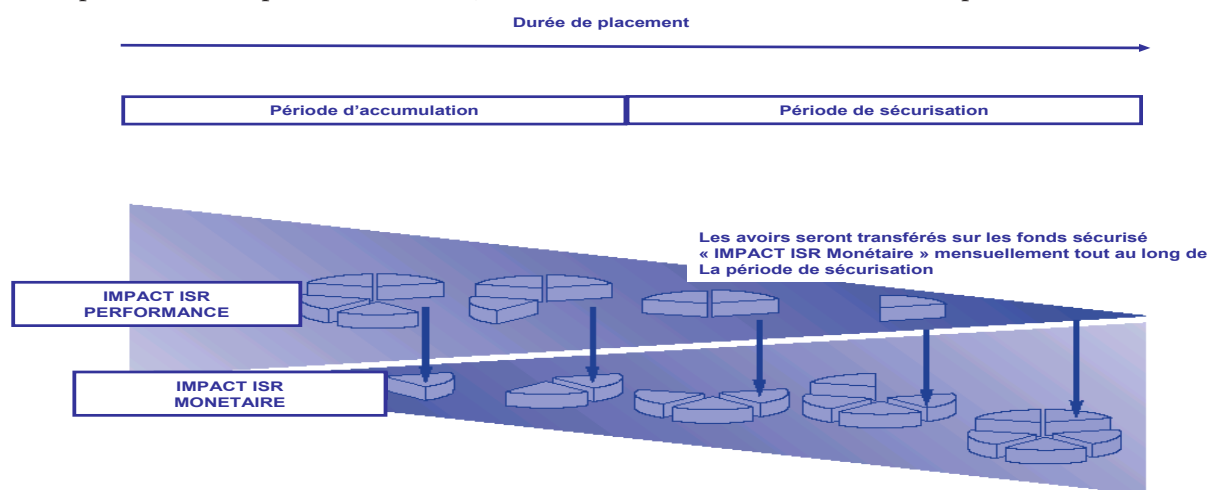 Durée de placement
Période d'accumulation
Période de sécurisation
Les avoirs seront transférés sur les fonds sécurisé
« IMPACT ISR Monétaire » mensuellement tout au long de
La période de sécurisation
IMPACT ISR
PERFORMANCE
IMPACT ISR
MONETAIRE